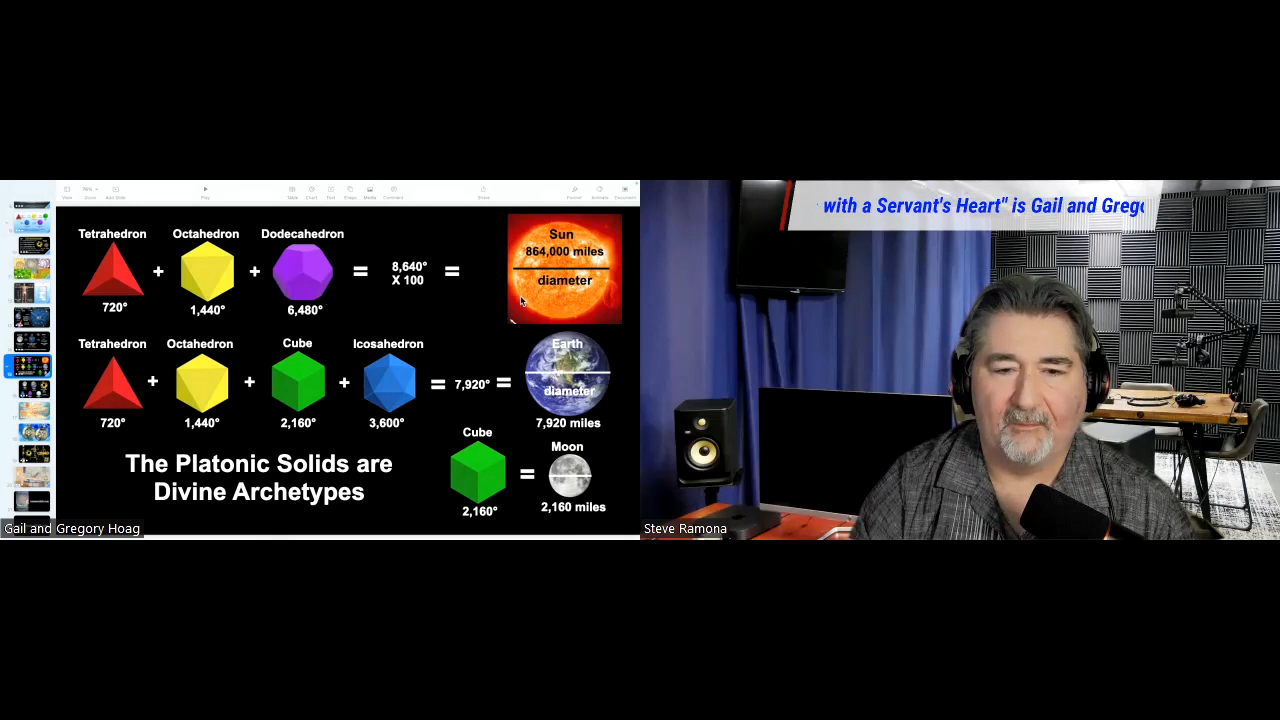 with a Servant's Heart" is Gail and Grego
Tetrahedron
Octahedron
Dodecahedron
720°
+
1,440°
+
6,480°
=
8,640°
X 100
=
Sun
864,000 miles
diameter
Tetrahedron
Octahedron
Cube
Icosahedron
720°
+
1,440°
+
2,160°
+
3,600°
=
7,920°
=
Earth
diameter
7,920 miles
The Platonic Solids are
Divine Archetypes
Cube
2,160°
=
Moon
2,160 miles
Gail and Gregory Hoag
Steve Ramona